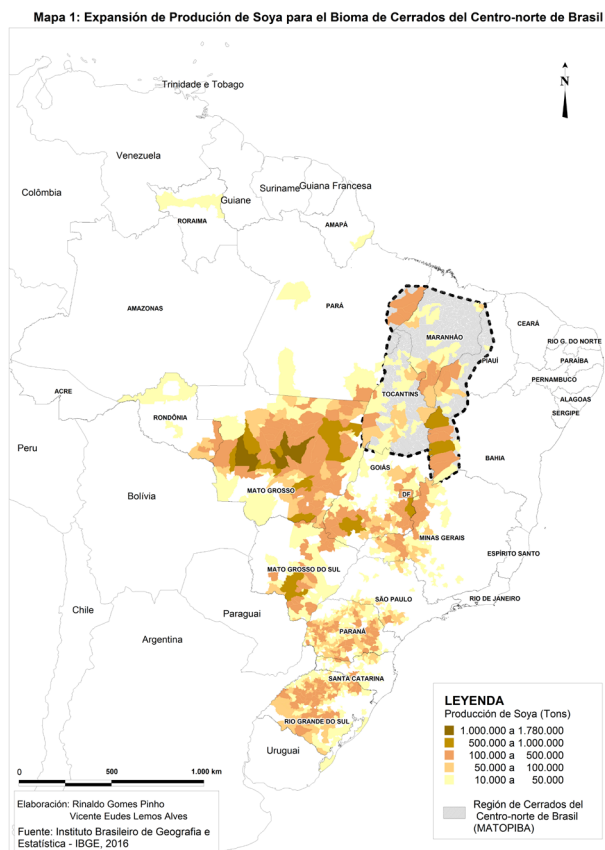 Mapa 1: Expansión de Produción de Soya para el Bioma de Cerrados del Centro-norte de Brasil
N
Trinidade e Tobago
Venezuela
Colômbia
Guiane
Suriname
Guiana Francesa
RORAIMA
AMAPÁ
AMAZONAS
PARÁ
MARANHÃO
CEARÁ
RIO G. DO NORTE
PIAUÍ
PARAÍBA
PERNAMBUCO
ACRE
TOCANTINS
ALAGOAS
SERGIPE
RONDÔNIA
Peru
BAHIA
GOIÁS
Bolívia
MATO GROSSO
DF
MINAS GERAIS
ESPÍRITO SANTO
MATO GROSSO DO SUL
RIO DE JANEIRO
SÃO PAULO
Chile
Paraguai
PARANÁ
Argentina
SANTA CATARINA
RIO GRANDE DO SUL
Uruguai
LEYENDA
Producción de Soya (Tons)
1.000.000 a 1.780.000
500.000 a 1.000.000
100.000 a 500.000
50.000 a 100.000
10.000 a 50.000
Región de Cerrados del
Centro-norte de Brasil
(MATOPIBA)
0 500 1.000 km
Elaboración: Rinaldo Gomes Pinho
Vicente Eudes Lemos Alves
Fuente: Instituto Brasileiro de Geografia e
Estatística - IBGE, 2016